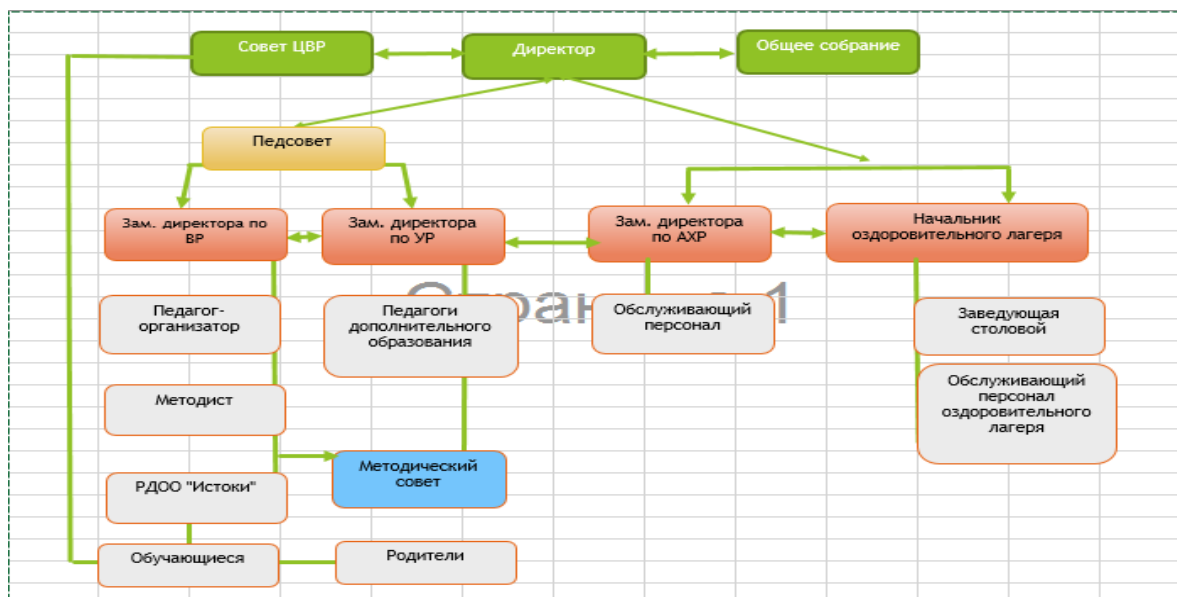 Совет ЦВР
Директор
Общее собрание
Педсовет
Зам. директора по
ВР
Зам. директора
по УР
Зам. директора
по АХР
Начальник
оздоровительного лагеря
Педагог-
организатор
Педагоги
дополнительного
образования
Обслуживающий
персонал
Заведующая
столовой
Обслуживающий
персонал
оздоровительного
лагеря
Методист
Методический
совет
РДОО "Истоки"
Обучающиеся
Родители